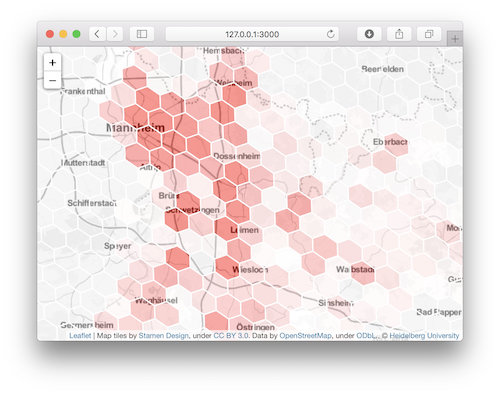 127.0.0.1:3000
+
−
Hemsbach
Weinheim
Beerfelden
Frankenthal
Mannheim
Eberbach
Mutterstadt
Dossenheim
Schifferstadt
Brühl
Schwetzingen
Speyer
Leimen
Wiesloch
Waibstadt
Waghäusel
Sinsheim
Germersheim
Östringen
Bad Rappen
Leaflet | Map tiles by Stamen Design, under CC BY 3.0. Data by OpenStreetMap, under ODbL, © Heidelberg University